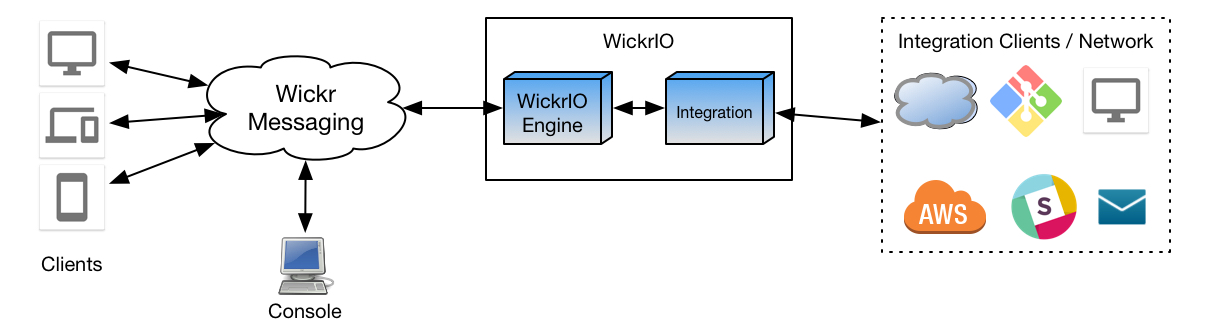 Clients
Wickr
Messaging
Console
WickrIO
WickrIO
Engine
Integration
Integration Clients / Network
AWS
S